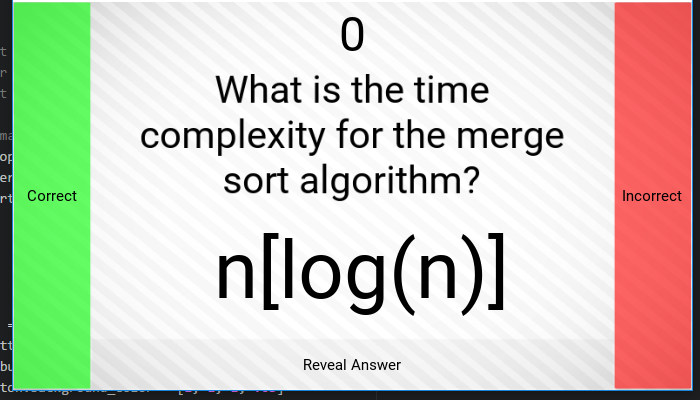 0
What is the time
complexity for the merge
sort algorithm?
Correct
Incorrect
n[log(n)]
Reveal Answer